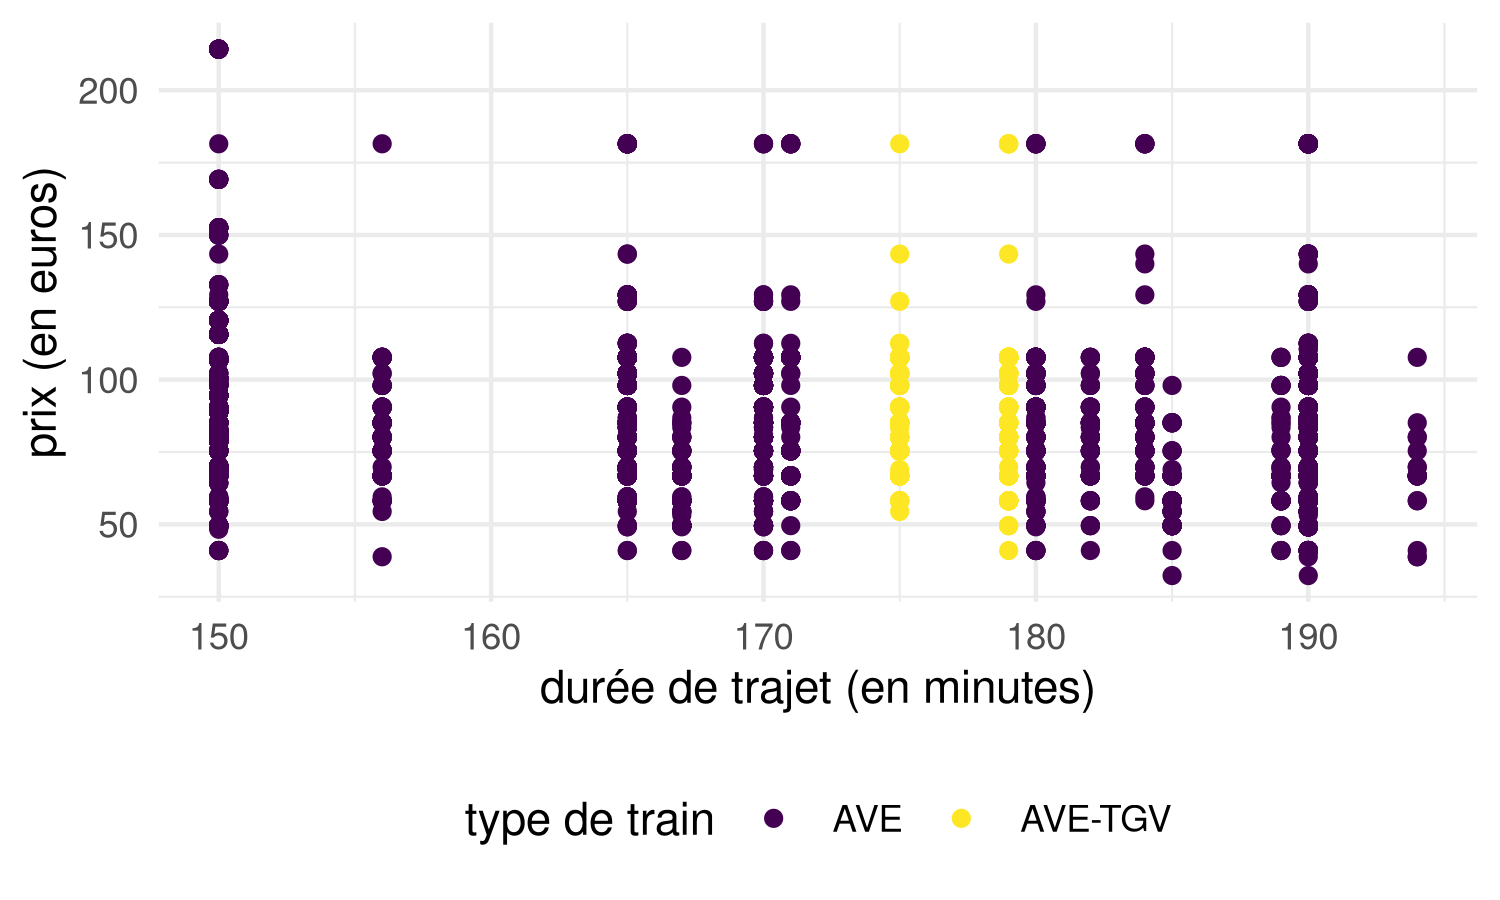 prix (en euros)
200
150
100
50
150 160 170 180 190
durée de trajet (en minutes)
type de train AVE AVE-TGV